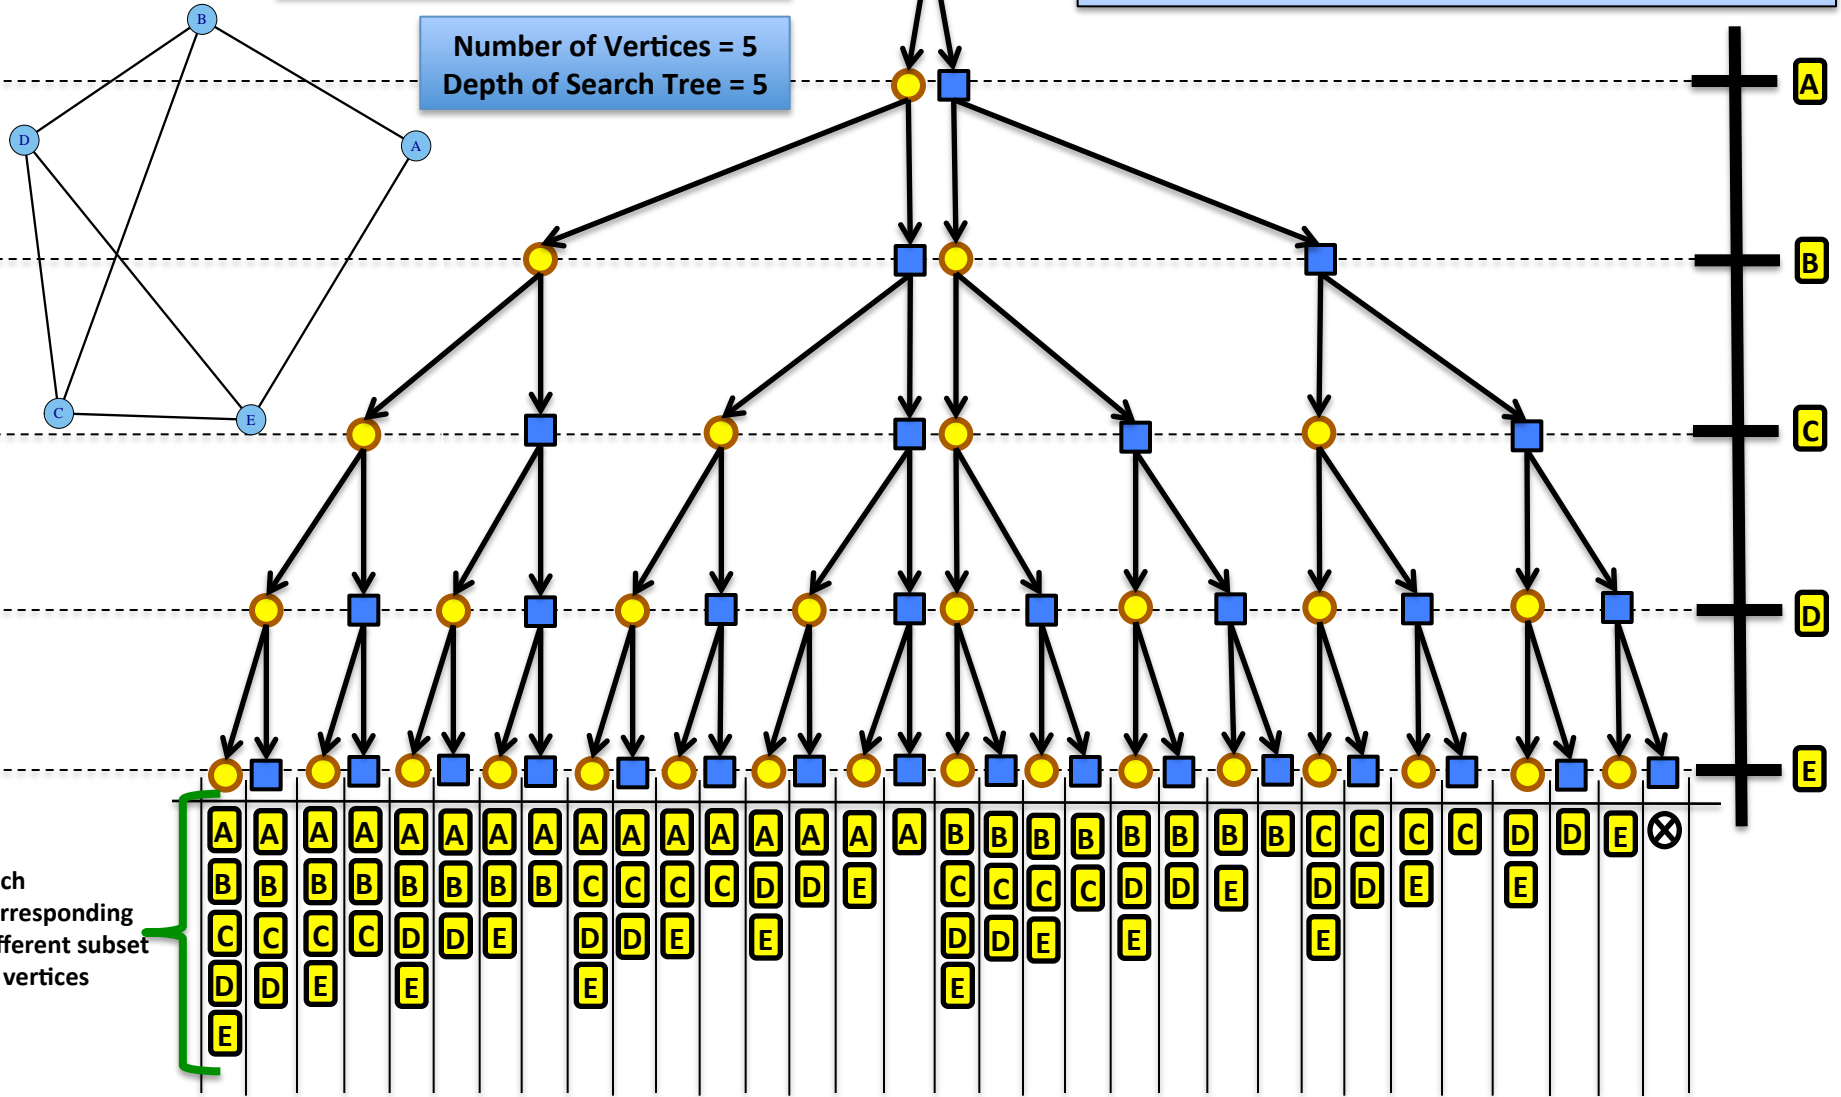 B
Number of Vertices = 5
Depth of Search Tree = 5
A
D
A
B
C
E
C
D
E
A A A A A A A A A A A A A A A A B B B B B B B B C C C C D D E
B B B B B B B B C C C C D D E C C C C D D E D D E E
C C C C D D E D D E E D D E E E
D D E E E E
E
ch
rresponding
fferent subset
vertices